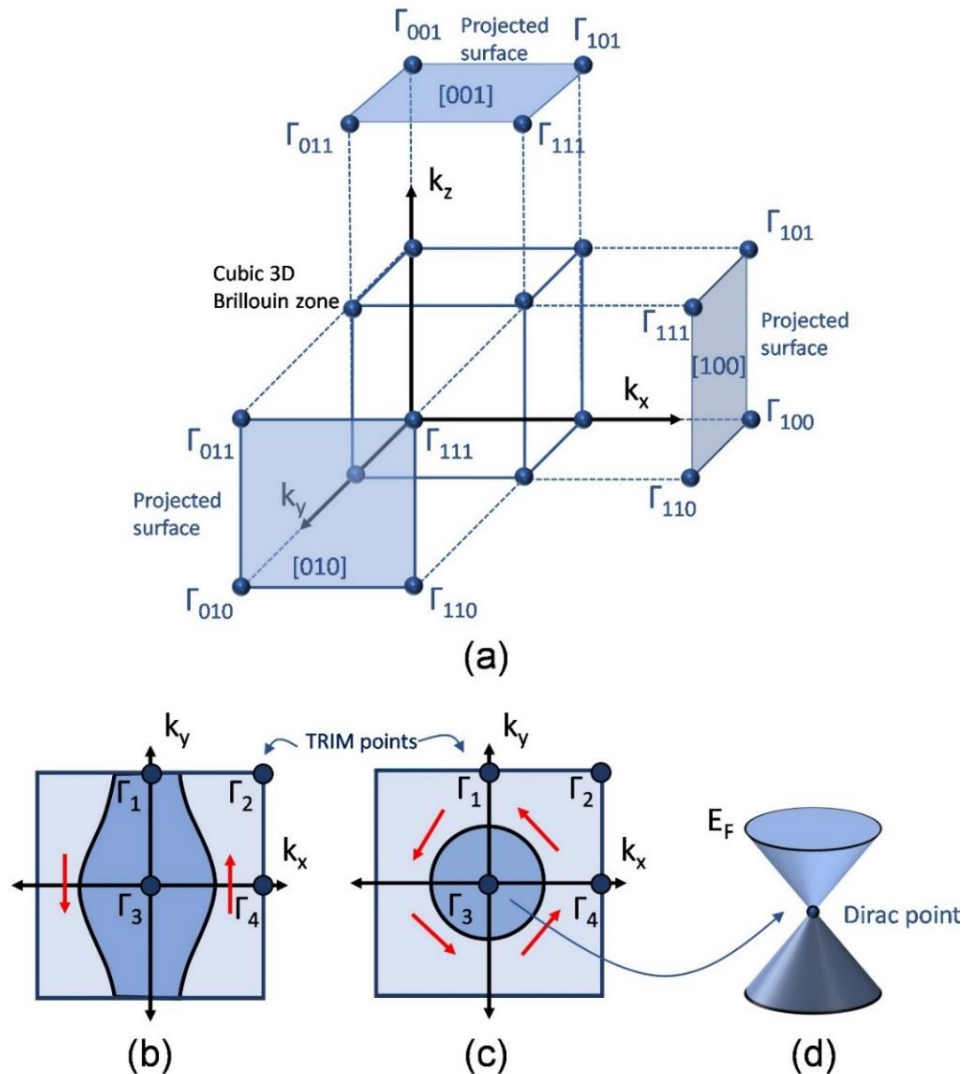 Γ001
Projected
surface
Γ101
[001]
Γ011
Γ111
kz
Cubic 3D
Brillouin zone
Γ101
Γ111
Projected
surface
[100]
kx
Γ100
Γ011
Γ111
Γ110
Projected
surface
ky
[010]
Γ010
Γ110
(a)
ky
TRIM points
ky
Γ1
Γ2
Γ1
Γ2
EF
kx
kx
Γ3
Γ4
Γ3
Γ4
Dirac point
(b)
(c)
(d)